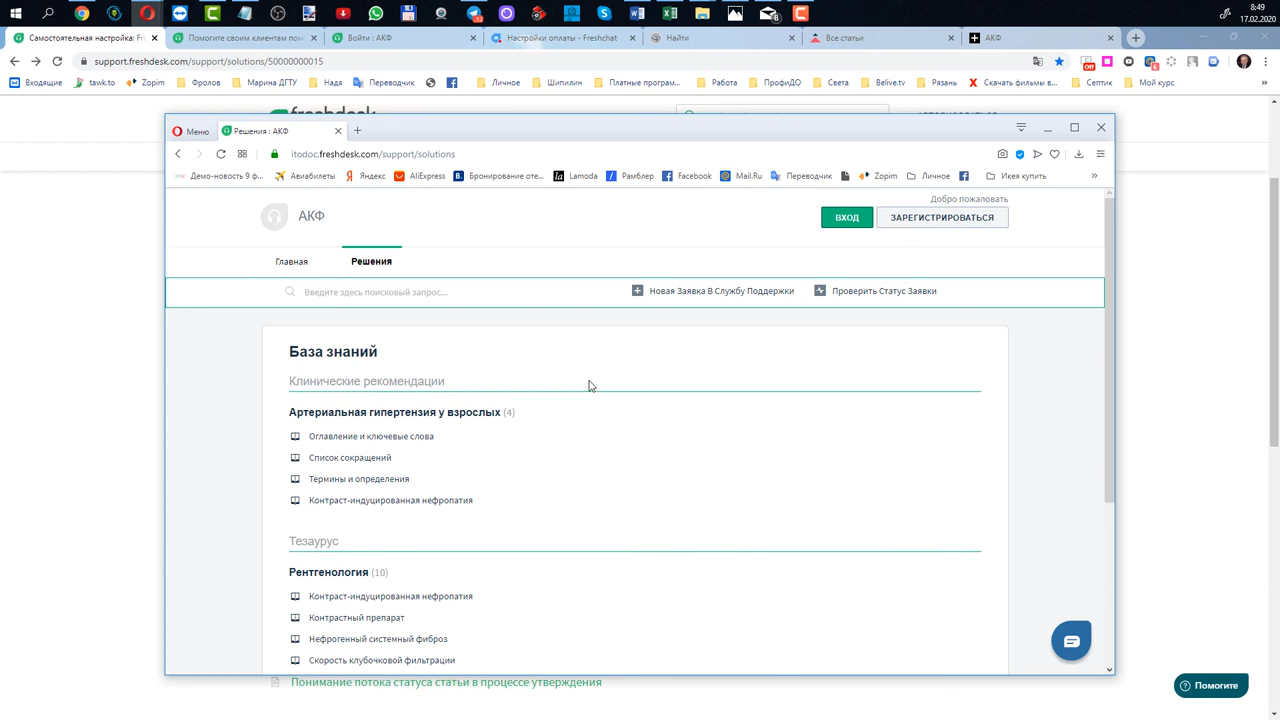 8:49
17.02.2020
Самостоятельная настройка: Fre
Помогите своим клиентам пом
Войти : АКФ
Настройки оплаты - Freshchat
Найти
Все статьи
АКФ
support.freshdesk.com/support/solutions/50000000015
Входящие
tawk.to
Zopim
Фролов
Марина ДГТУ
Надя
Переводчик
Личное
Шипилин
Платные програм...
Работа
ПрофиДО
Света
Belive.tv
Рязань
Скачать фильмы в...
Септик
Мой курс
Меню
Решения : АКФ
itodoc.freshdesk.com/support/solutions
Демо-новость 9 ф...
Авиабилеты
Яндекс
AliExpress
Бронирование оте...
Lamoda
Рамблер
Facebook
Mail.Ru
Переводчик
Zopim
Личное
Икея купить
Добро пожаловать
АКФ
ВХОД
ЗАРЕГИСТРИРОВАТЬСЯ
Главная
Решения
Введите здесь поисковый запрос...
Новая Заявка В Службу Поддержки
Проверить Статус Заявки
База знаний
Клинические рекомендации
Артериальная гипертензия у взрослых (4)
Оглавление и ключевые слова
Список сокращений
Термины и определения
Контраст-индуцированная нефропатия
Тезаурус
Рентгенология (10)
Контраст-индуцированная нефропатия
Контрастный препарат
Нефрогенный системный фиброз
Скорость клубочковой фильтрации
Понимание потока статуса статьи в процессе утверждения
Помогите